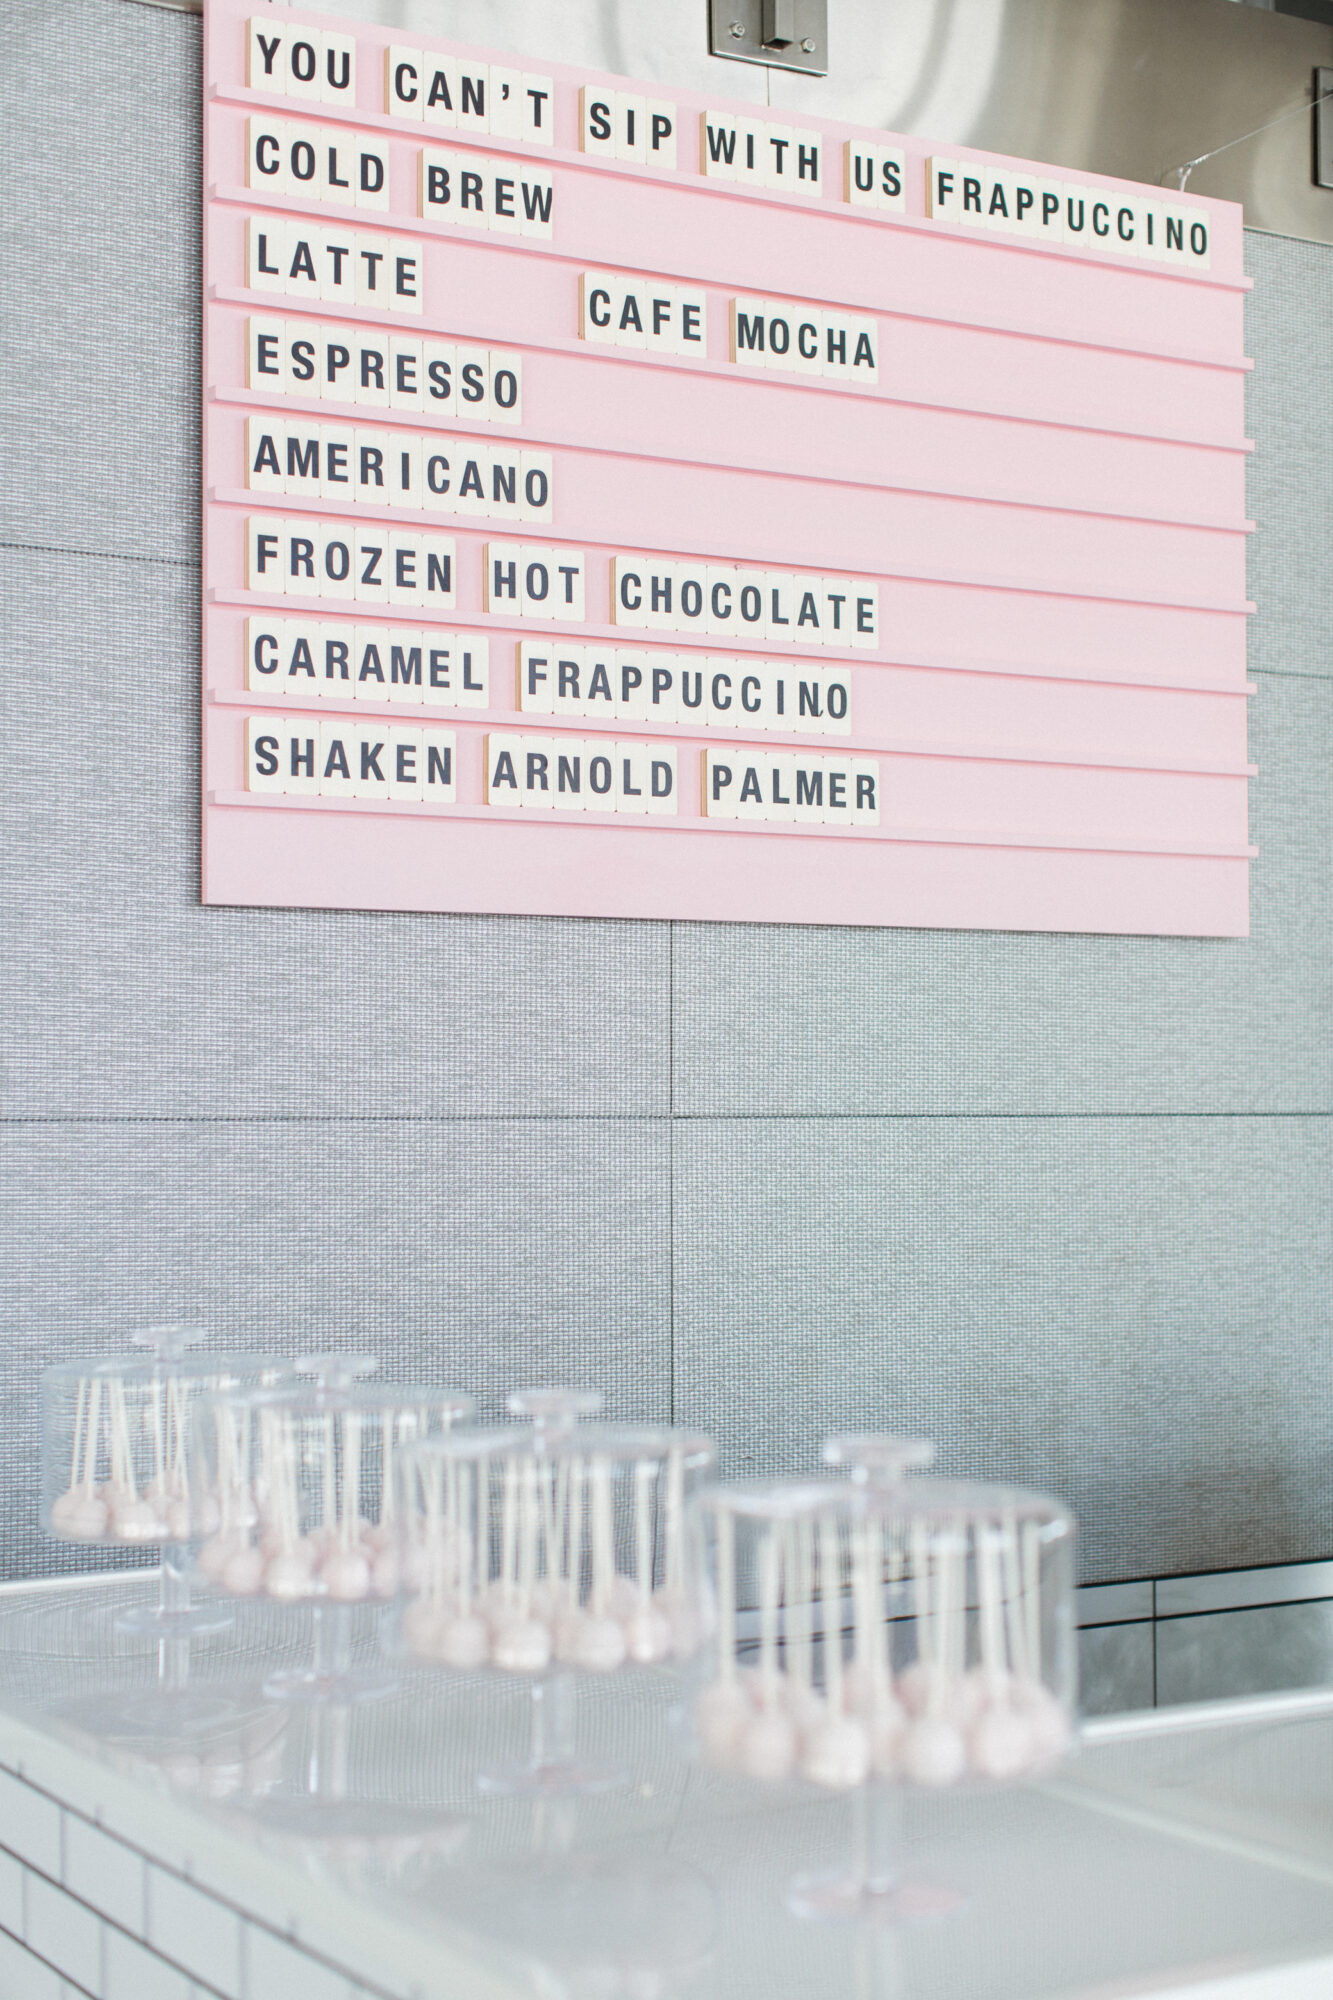 YOU CAN'T SIP WITH US FRAPPUCCINO
COLD BREW
LATTE CAFE MOCHA
ESPRESSO
AMERICANO
FROZEN HOT CHOCOLATE
CARAMEL FRAPPUCCINO
SHAKEN ARNOLD PALMER